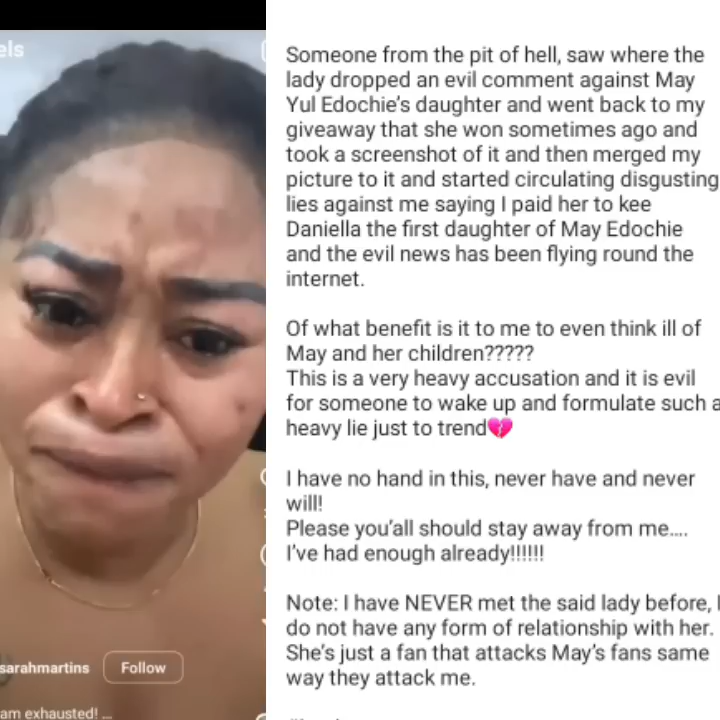 els
sarahmartins
Follow
am exhausted! ...
Someone from the pit of hell, saw where the
lady dropped an evil comment against May
Yul Edochie's daughter and went back to my
giveaway that she won sometimes ago and
took a screenshot of it and then merged my
picture to it and started circulating disgusting
lies against me saying I paid her to kee
Daniella the first daughter of May Edochie
and the evil news has been flying round the
internet.
Of what benefit is it to me to even think ill of
May and her children?????
This is a very heavy accusation and it is evil
for someone to wake up and formulate such a
heavy lie just to trend💔
I have no hand in this, never have and never
will!
Please you'all should stay away from me....
I've had enough already!!!!!!
Note: I have NEVER met the said lady before, I
do not have any form of relationship with her.
She's just a fan that attacks May's fans same
way they attack me.